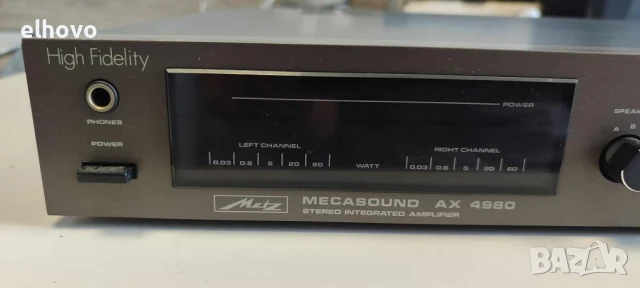 elhovo
High Fidelity
PHONES
POWER
POWER
LEFT CHANNEL
RIGHT CHANNEL
0.03 0.6 5 20 60 WATT 0.03 0.6 5 20 60
Metz MECASOUND AX 4980
STEREO INTEGRATED AMPLIFIER
SPEAK
A B
BAZAR